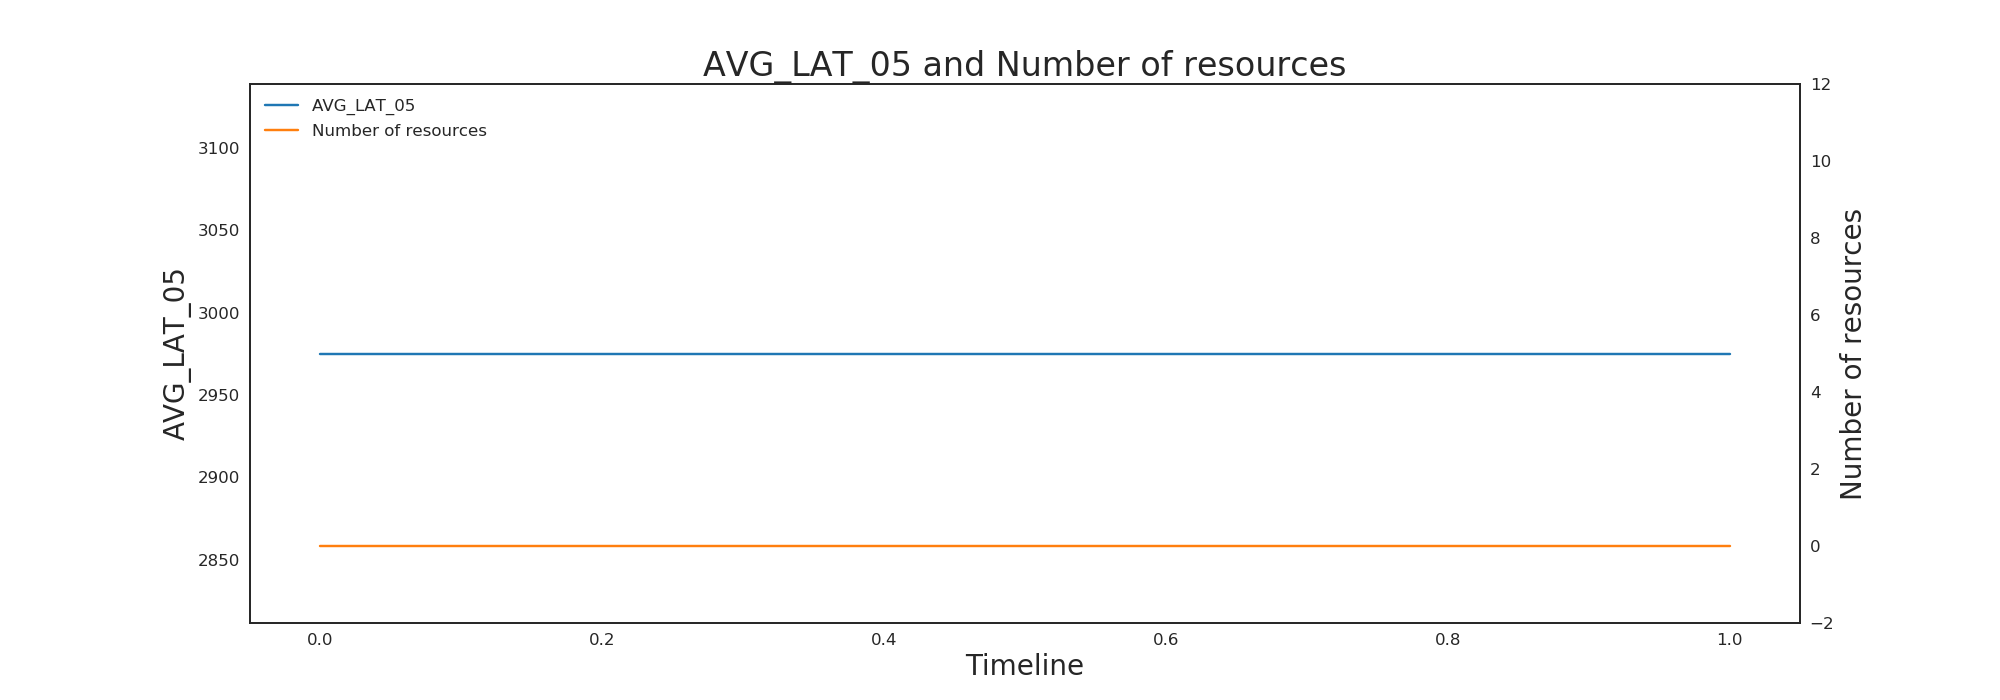 AVG_LAT_05 and Number of resources
AVG_LAT_05
Number of resources
3100
3050
3000
2950
2900
2850
AVG_LAT_05
12
10
8
6
4
2
0
−2
Number of resources
0.0 0.2 0.4 0.6 0.8 1.0
Timeline